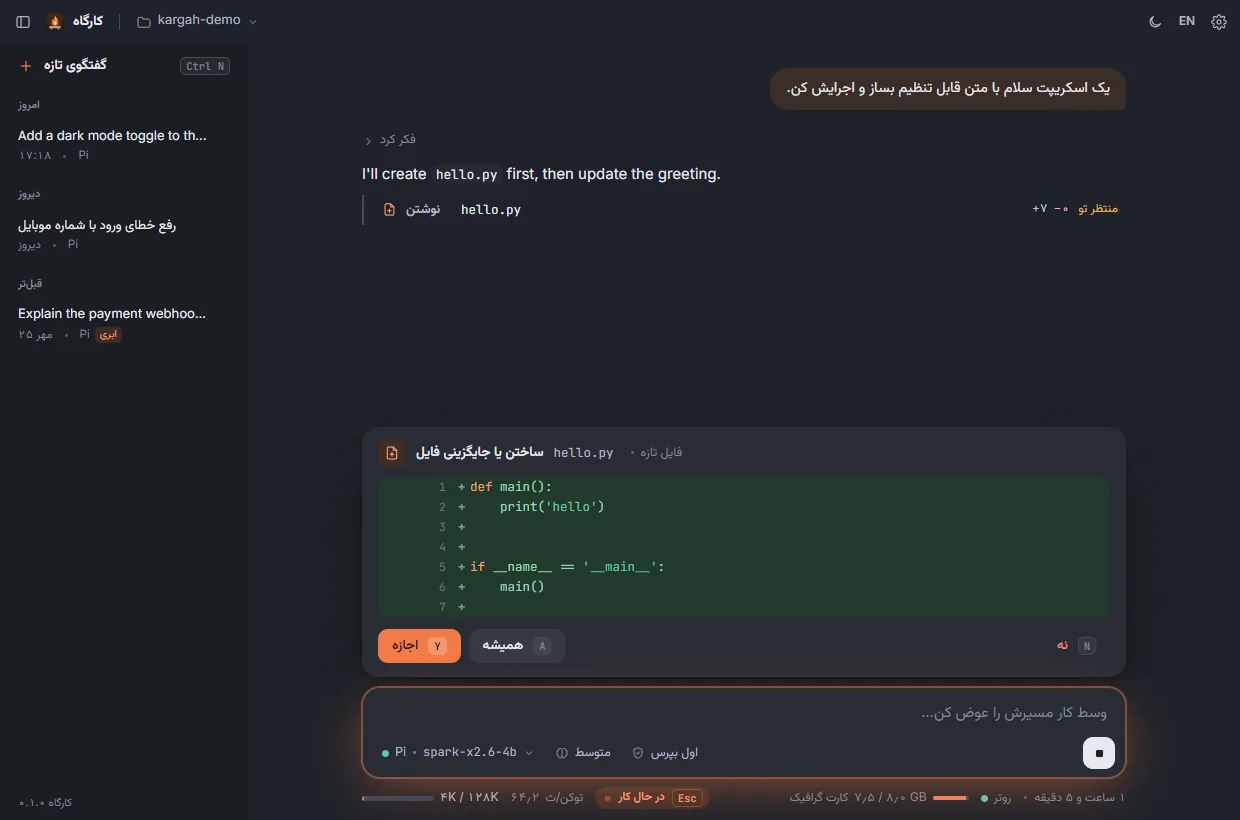 کارگاه
kargah-demo
EN
گفتگوی تازه
Ctrl N
امروز
Add a dark mode toggle to th...
۱۷:۱۸ • Pi
دیروز
رفع خطای ورود با شماره موبایل
دیروز • Pi
قبل‌تر
Explain the payment webhoo...
۲۵ مهر • Pi ابری
کارگاه ۰.۱.۰
یک اسکریپت سلام با متن قابل تنظیم بساز و اجرایش کن.
فکر کرد
I'll create hello.py first, then update the greeting.
نوشتن hello.py
+۷ −۰ منتظر تو
ساختن یا جایگزینی فایل hello.py • فایل تازه
1 + def main():
2 +     print('hello')
3 +
4 +
5 + if __name__ == '__main__':
6 +     main()
7 +
اجازه Y
همیشه A
نه N
وسط کار مسیرش را عوض کن...
Pi • spark-x2.6-4b
متوسط
اول بپرس
۴K / ۱۲۸K
۶۴٫۲ توکن/ث
در حال کار Esc
کارت گرافیک ۷٫۵ / ۸٫۰ GB
روتر • ۱ ساعت و ۵ دقیقه